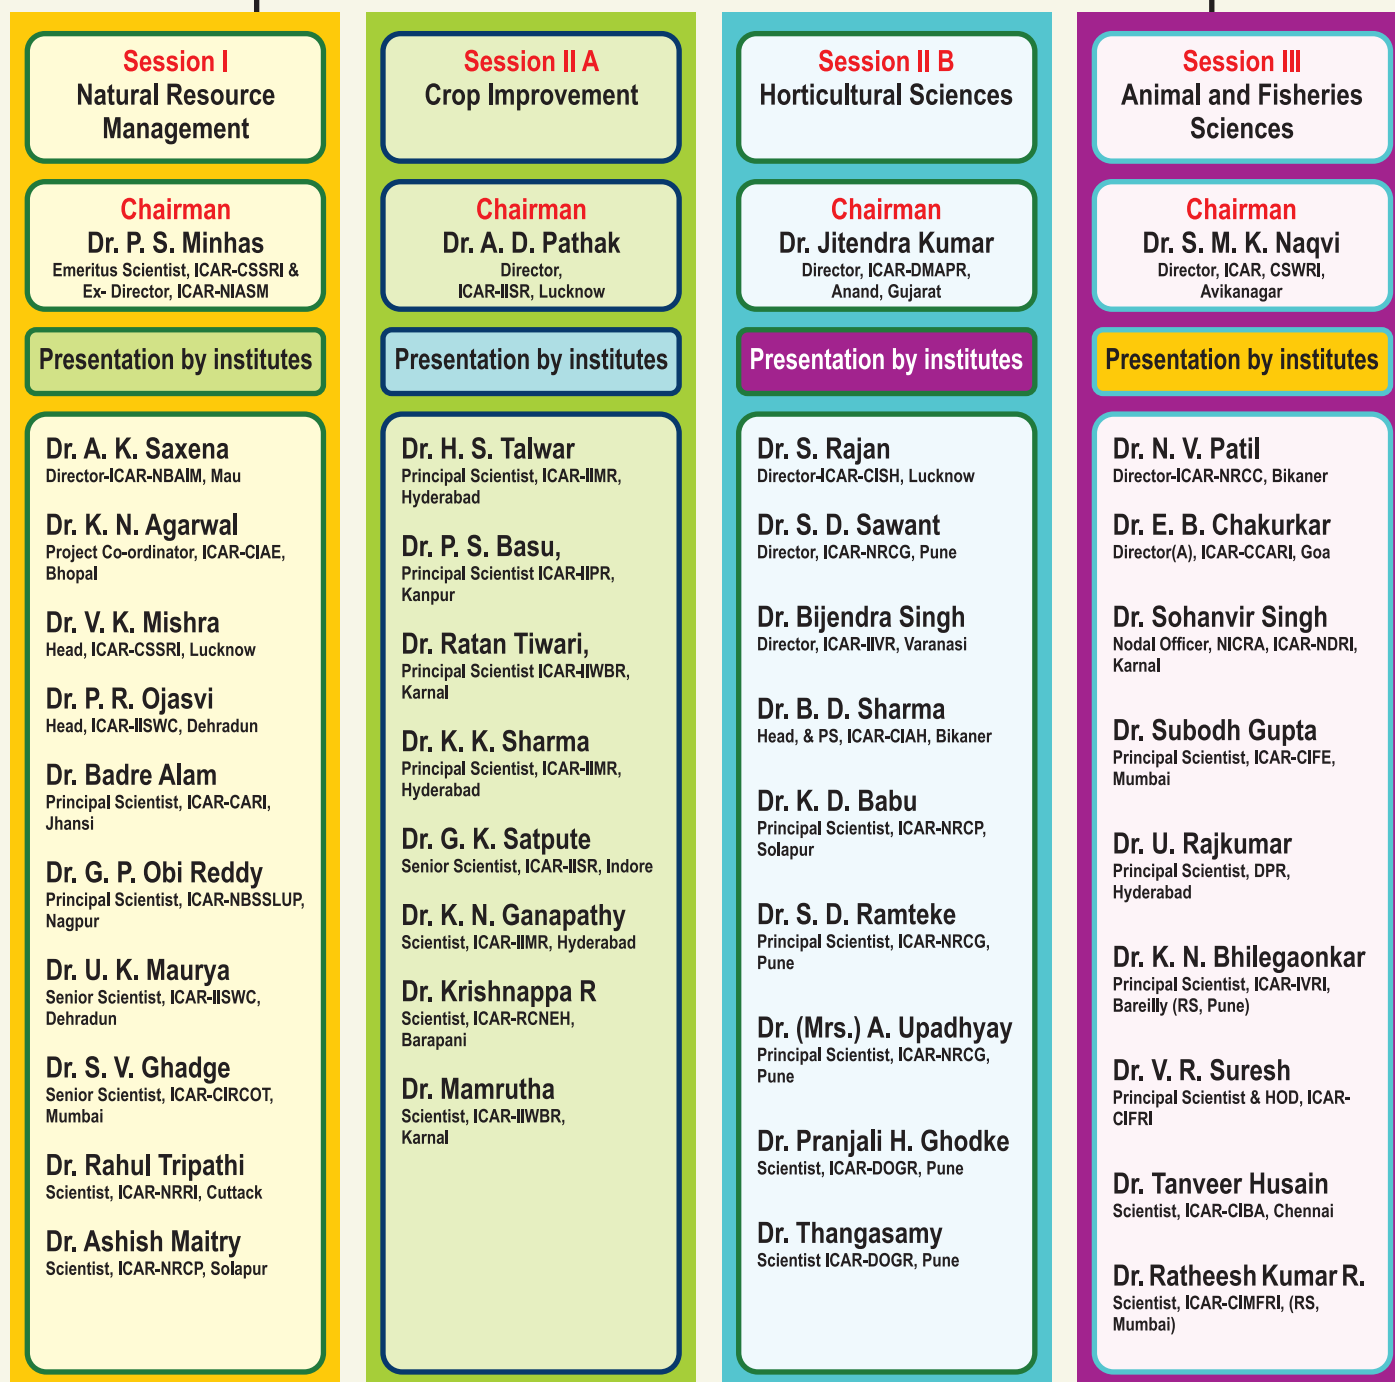 Session I
Natural Resource
Management
Chairman
Dr. P. S. Minhas
Emeritus Scientist, ICAR-CSSRI &
Ex- Director, ICAR-NIASM
Presentation by institutes
Dr. A. K. Saxena
Director-ICAR-NBAIM, Mau
Dr. K. N. Agarwal
Project Co-ordinator, ICAR-CIAE,
Bhopal
Dr. V. K. Mishra
Head, ICAR-CSSRI, Lucknow
Dr. P. R. Ojasvi
Head, ICAR-IISWC, Dehradun
Dr. Badre Alam
Principal Scientist, ICAR-CARI,
Jhansi
Dr. G. P. Obi Reddy
Principal Scientist, ICAR-NBSSLUP,
Nagpur
Dr. U. K. Maurya
Senior Scientist, ICAR-IISWC,
Dehradun
Dr. S. V. Ghadge
Senior Scientist, ICAR-CIRCOT,
Mumbai
Dr. Rahul Tripathi
Scientist, ICAR-NRRI, Cuttack
Dr. Ashish Maitry
Scientist, ICAR-NRCP, Solapur
Session II A
Crop Improvement
Chairman
Dr. A. D. Pathak
Director,
ICAR-IISR, Lucknow
Presentation by institutes
Dr. H. S. Talwar
Principal Scientist, ICAR-IIMR,
Hyderabad
Dr. P. S. Basu,
Principal Scientist ICAR-IIPR,
Kanpur
Dr. Ratan Tiwari,
Principal Scientist ICAR-IIWBR,
Karnal
Dr. K. K. Sharma
Principal Scientist, ICAR-IIMR,
Hyderabad
Dr. G. K. Satpute
Senior Scientist, ICAR-IISR, Indore
Dr. K. N. Ganapathy
Scientist, ICAR-IIMR, Hyderabad
Dr. Krishnappa R
Scientist, ICAR-RCNEH,
Barapani
Dr. Mamrutha
Scientist, ICAR-IIWBR,
Karnal
Session II B
Horticultural Sciences
Chairman
Dr. Jitendra Kumar
Director, ICAR-DMAPR,
Anand, Gujarat
Presentation by institutes
Dr. S. Rajan
Director-ICAR-CISH, Lucknow
Dr. S. D. Sawant
Director, ICAR-NRCG, Pune
Dr. Bijendra Singh
Director, ICAR-IIVR, Varanasi
Dr. B. D. Sharma
Head, & PS, ICAR-CIAH, Bikaner
Dr. K. D. Babu
Principal Scientist, ICAR-NRCP,
Solapur
Dr. S. D. Ramteke
Principal Scientist, ICAR-NRCG,
Pune
Dr. (Mrs.) A. Upadhyay
Principal Scientist, ICAR-NRCG,
Pune
Dr. Pranjali H. Ghodke
Scientist, ICAR-DOGR, Pune
Dr. Thangasamy
Scientist ICAR-DOGR, Pune
Session III
Animal and Fisheries
Sciences
Chairman
Dr. S. M. K. Naqvi
Director, ICAR, CSWRI,
Avikanagar
Presentation by institutes
Dr. N. V. Patil
Director-ICAR-NRCC, Bikaner
Dr. E. B. Chakurkar
Director(A), ICAR-CCARI, Goa
Dr. Sohanvir Singh
Nodal Officer, NICRA, ICAR-NDRI,
Karnal
Dr. Subodh Gupta
Principal Scientist, ICAR-CIFE,
Mumbai
Dr. U. Rajkumar
Principal Scientist, DPR,
Hyderabad
Dr. K. N. Bhilegaonkar
Principal Scientist, ICAR-IVRI,
Bareilly (RS, Pune)
Dr. V. R. Suresh
Principal Scientist & HOD, ICAR-
CIFRI
Dr. Tanveer Husain
Scientist, ICAR-CIBA, Chennai
Dr. Ratheesh Kumar R.
Scientist, ICAR-CIMFRI, (RS,
Mumbai)